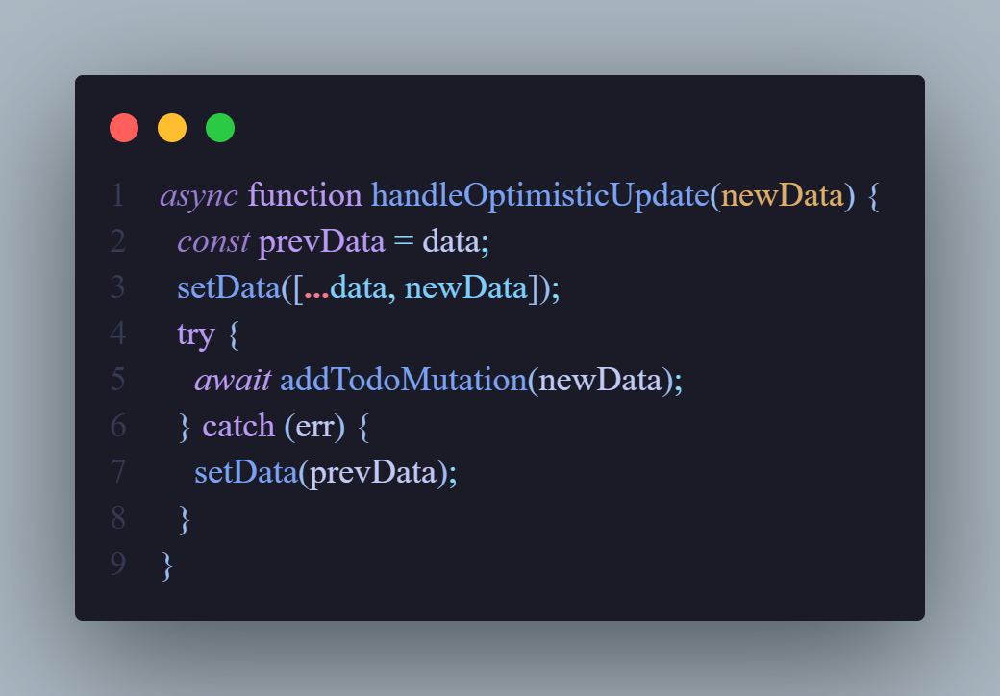 1 async function handleOptimisticUpdate(newData) {
2   const prevData = data;
3   setData([...data, newData]);
4   try {
5     await addTodoMutation(newData);
6   } catch (err) {
7     setData(prevData);
8   }
9 }